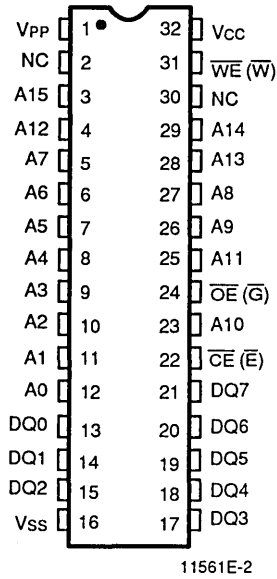 VPP 1 32 VCC
NC 2 31 W̅E̅ (W̅)
A15 3 30 NC
A12 4 29 A14
A7 5 28 A13
A6 6 27 A8
A5 7 26 A9
A4 8 25 A11
A3 9 24 O̅E̅ (G̅)
A2 10 23 A10
A1 11 22 C̅E̅ (E̅)
A0 12 21 DQ7
DQ0 13 20 DQ6
DQ1 14 19 DQ5
DQ2 15 18 DQ4
VSS 16 17 DQ3
11561E-2